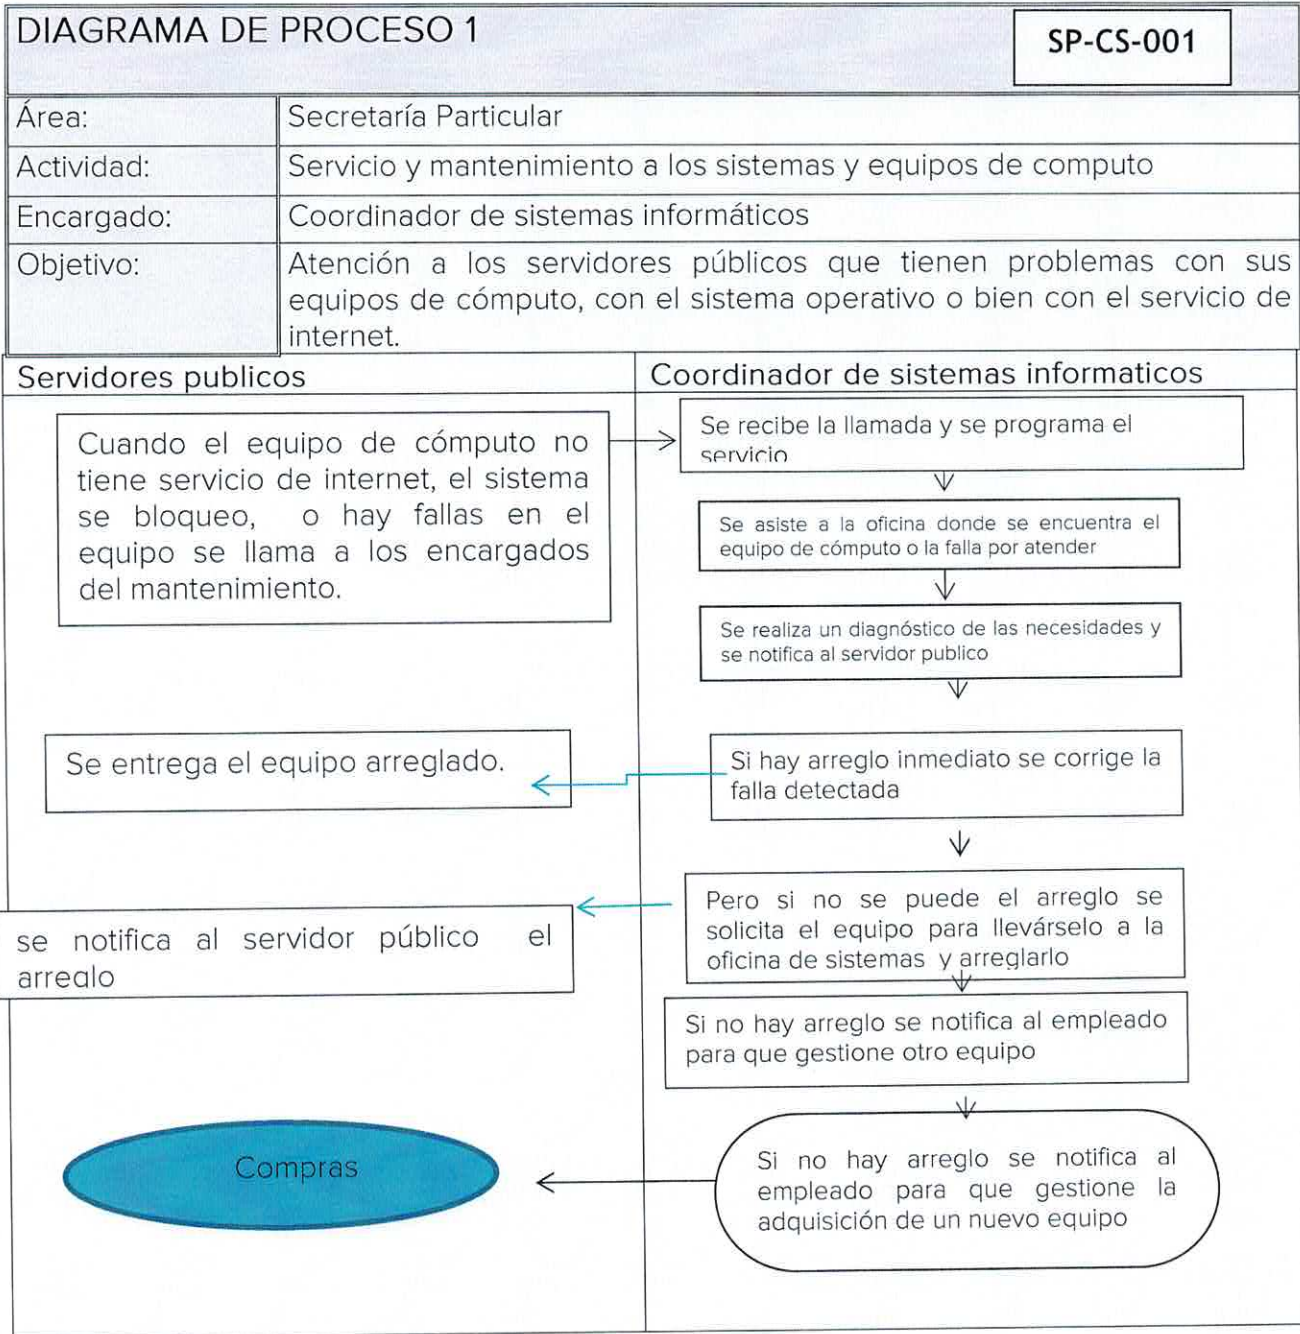 DIAGRAMA DE PROCESO 1
SP-CS-001
Área:
Secretaría Particular
Actividad:
Servicio y mantenimiento a los sistemas y equipos de computo
Encargado:
Coordinador de sistemas informáticos
Objetivo:
Atención a los servidores públicos que tienen problemas con sus
equipos de cómputo, con el sistema operativo o bien con el servicio de
internet.
Servidores publicos
Coordinador de sistemas informaticos
Cuando el equipo de cómputo no
tiene servicio de internet, el sistema
se bloqueo, o hay fallas en el
equipo se llama a los encargados
del mantenimiento.
Se recibe la llamada y se programa el
servicio
Se asiste a la oficina donde se encuentra el
equipo de cómputo o la falla por atender
Se realiza un diagnóstico de las necesidades y
se notifica al servidor publico
Se entrega el equipo arreglado.
Si hay arreglo inmediato se corrige la
falla detectada
Pero si no se puede el arreglo se
solicita el equipo para llevárselo a la
oficina de sistemas y arreglarlo
se notifica al servidor público el
arreglo
Si no hay arreglo se notifica al empleado
para que gestione otro equipo
Compras
Si no hay arreglo se notifica al
empleado para que gestione la
adquisición de un nuevo equipo